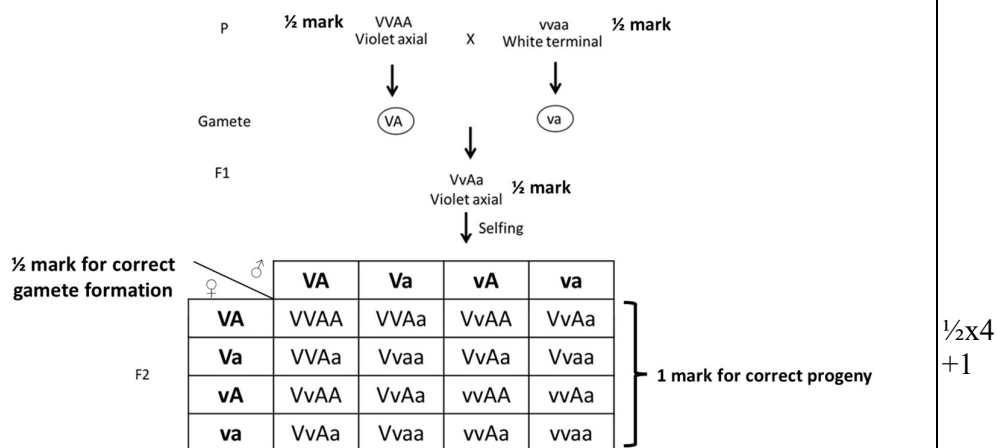 P ½ mark VVAA X vvaa ½ mark
Violet axial White terminal
Gamete VA va
F1
VvAa
Violet axial ½ mark
Selfing
½ mark for correct
gamete formation
♂
♀
VA Va vA va
VA VVAA VVAa VvAA VvAa
Va VVAa Vvaa VvAa Vvaa
F2
vA VvAA VvAa vvAA vvAa
va VvAa Vvaa vvAa vvaa
1 mark for correct progeny
½x4
+1